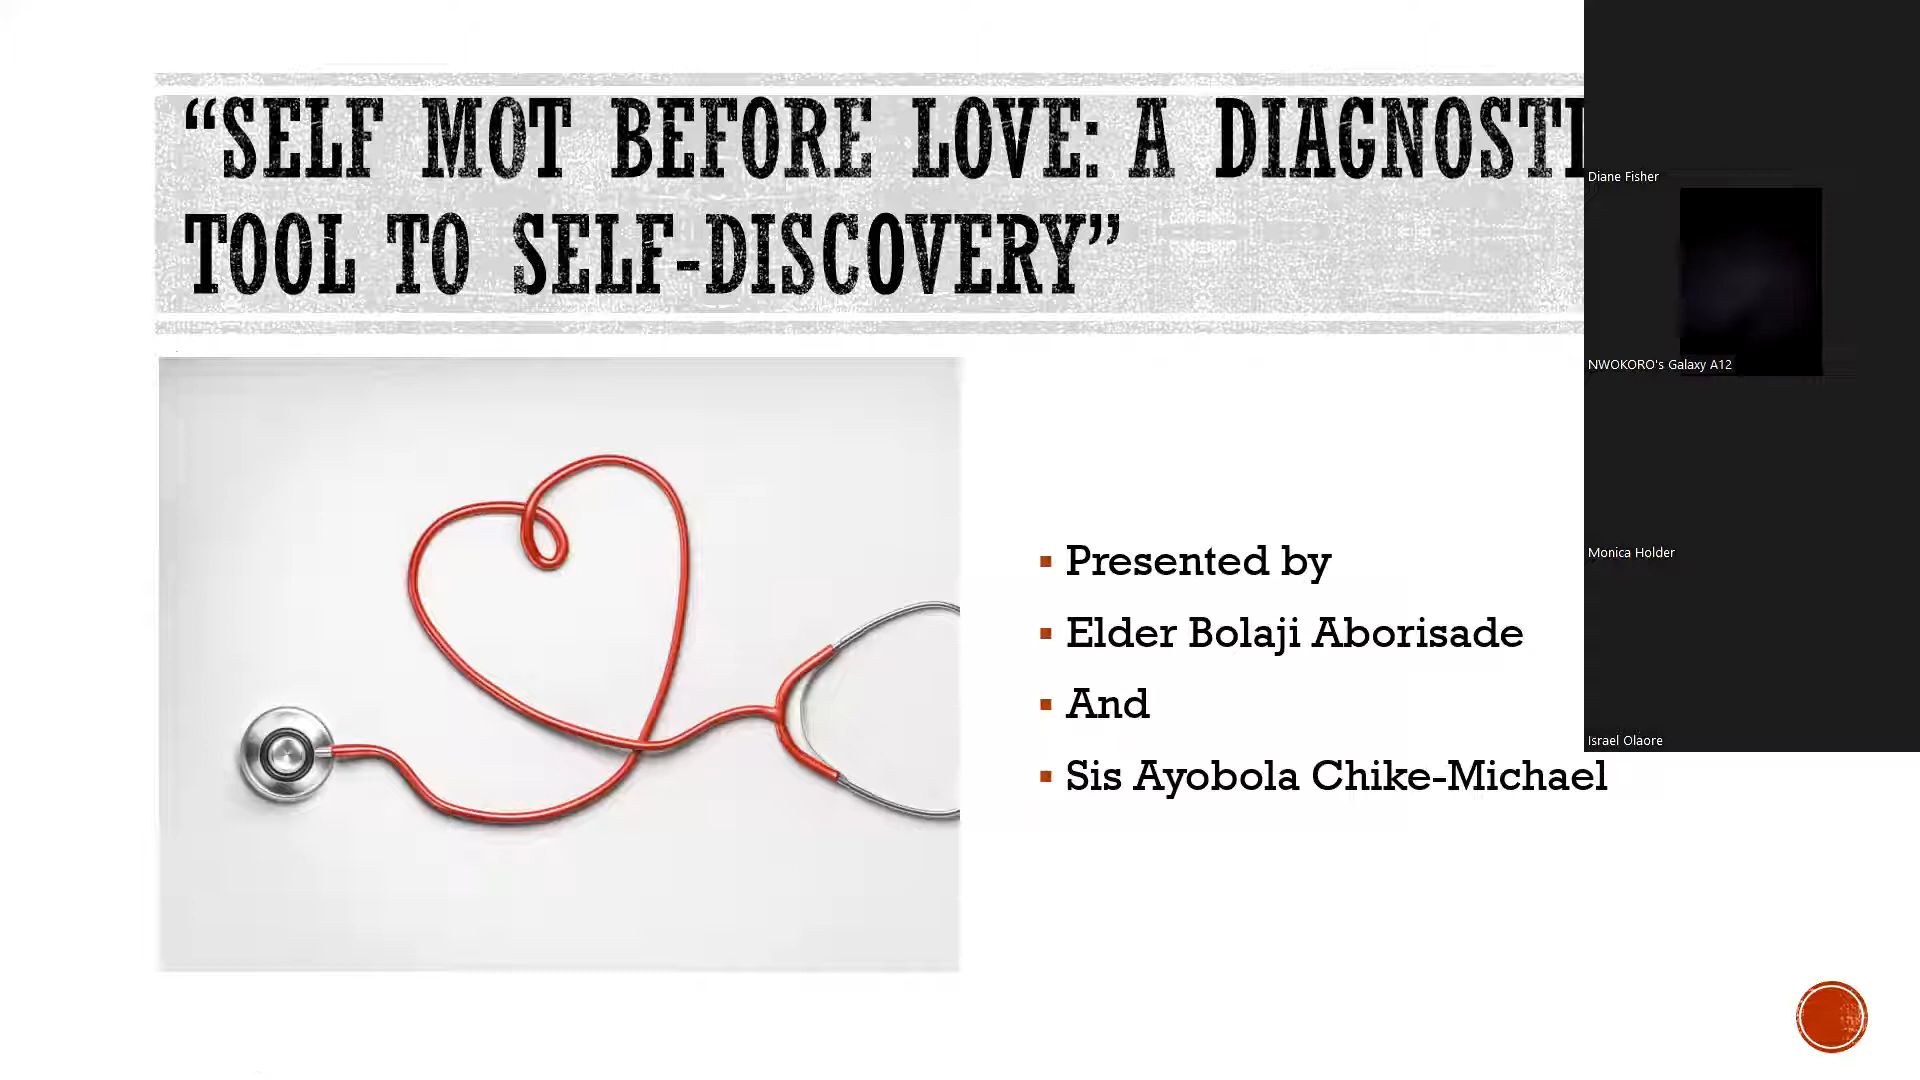 “SELF MOT BEFORE LOVE: A
TOOL TO SELF-DISCOVERY”
Presented by
Elder Bolaji Aborisade
And
Sis Ayobola Chike-Michael
Diane Fisher
NWOKORO's Galaxy A12
Monica Holder
Israel Olaore